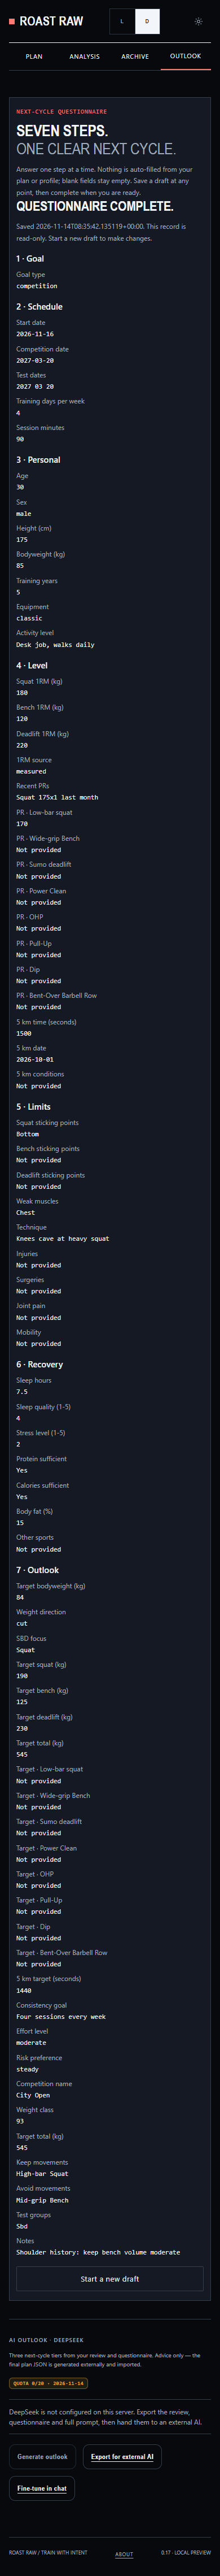 ROAST RAW
L
D
PLAN
ANALYSIS
ARCHIVE
OUTLOOK
NEXT-CYCLE QUESTIONNAIRE
SEVEN STEPS.
ONE CLEAR NEXT CYCLE.
Answer one step at a time. Nothing is auto-filled from your
plan or profile; blank fields stay empty. Save a draft at any
point, then complete when you are ready.
QUESTIONNAIRE COMPLETE.
Saved 2026-11-14T08:35:42.135119+00:00. This record is
read-only. Start a new draft to make changes.
1 · Goal
Goal type
competition
2 · Schedule
Start date
2026-11-16
Competition date
2027-03-20
Test dates
2027 03 20
Training days per week
4
Session minutes
90
3 · Personal
Age
30
Sex
male
Height (cm)
175
Bodyweight (kg)
85
Training years
5
Equipment
classic
Activity level
Desk job, walks daily
4 · Level
Squat 1RM (kg)
180
Bench 1RM (kg)
120
Deadlift 1RM (kg)
220
1RM source
measured
Recent PRs
Squat 175x1 last month
PR · Low-bar squat
170
PR · Wide-grip Bench
Not provided
PR · Sumo deadlift
Not provided
PR · Power Clean
Not provided
PR · OHP
Not provided
PR · Pull-Up
Not provided
PR · Dip
Not provided
PR · Bent-Over Barbell Row
Not provided
5 km time (seconds)
1500
5 km date
2026-10-01
5 km conditions
Not provided
5 · Limits
Squat sticking points
Bottom
Bench sticking points
Not provided
Deadlift sticking points
Not provided
Weak muscles
Chest
Technique
Knees cave at heavy squat
Injuries
Not provided
Surgeries
Not provided
Joint pain
Not provided
Mobility
Not provided
6 · Recovery
Sleep hours
7.5
Sleep quality (1-5)
4
Stress level (1-5)
2
Protein sufficient
Yes
Calories sufficient
Yes
Body fat (%)
15
Other sports
Not provided
7 · Outlook
Target bodyweight (kg)
84
Weight direction
cut
SBD focus
Squat
Target squat (kg)
190
Target bench (kg)
125
Target deadlift (kg)
230
Target total (kg)
545
Target · Low-bar squat
Not provided
Target · Wide-grip Bench
Not provided
Target · Sumo deadlift
Not provided
Target · Power Clean
Not provided
Target · OHP
Not provided
Target · Pull-Up
Not provided
Target · Dip
Not provided
Target · Bent-Over Barbell Row
Not provided
5 km target (seconds)
1440
Consistency goal
Four sessions every week
Effort level
moderate
Risk preference
steady
Competition name
City Open
Weight class
93
Target total (kg)
545
Keep movements
High-bar Squat
Avoid movements
Mid-grip Bench
Test groups
Sbd
Notes
Shoulder history: keep bench volume moderate
Start a new draft
AI OUTLOOK · DEEPSEEK
Three next-cycle tiers from your review and questionnaire. Advice only — the
final plan JSON is generated externally and imported.
QUOTA 0/20 · 2026-11-14
DeepSeek is not configured on this server. Export the review,
questionnaire and full prompt, then hand them to an external AI.
Generate outlook
Export for external AI
Fine-tune in chat
ROAST RAW / TRAIN WITH INTENT
ABOUT
0.17 · LOCAL PREVIEW